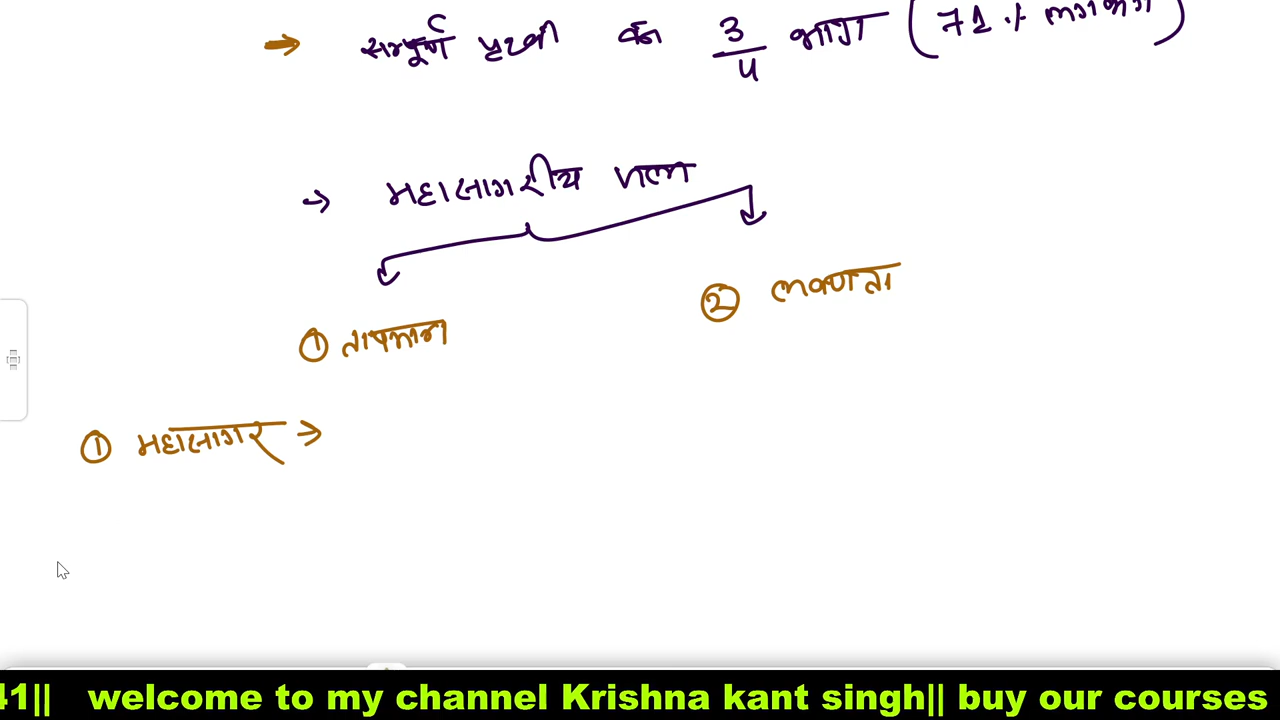 → सम्पूर्ण पृथ्वी का 3/4 भाग (71% लगभग)
→ महासागरीय जल
① तापमान ② लवणता
① महासागर →
41|| welcome to my channel Krishna kant singh|| buy our courses